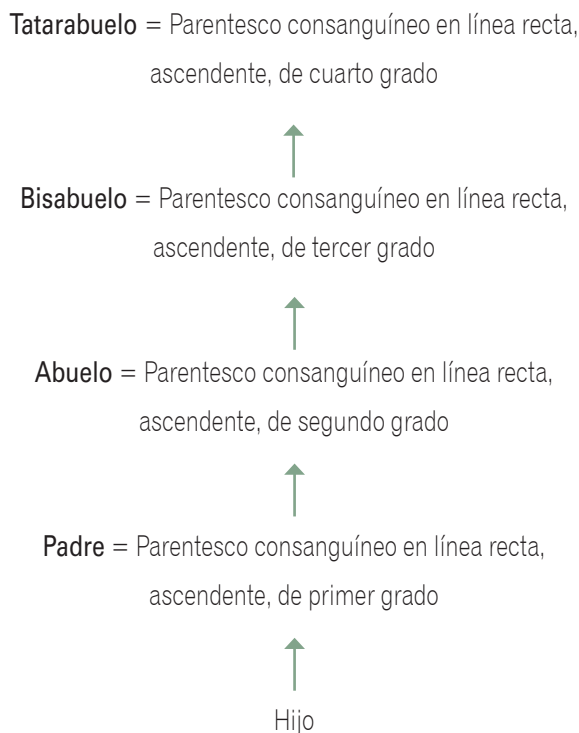 Tatarabuelo = Parentesco consanguíneo en línea recta,
ascendente, de cuarto grado
Bisabuelo = Parentesco consanguíneo en línea recta,
ascendente, de tercer grado
Abuelo = Parentesco consanguíneo en línea recta,
ascendente, de segundo grado
Padre = Parentesco consanguíneo en línea recta,
ascendente, de primer grado
Hijo